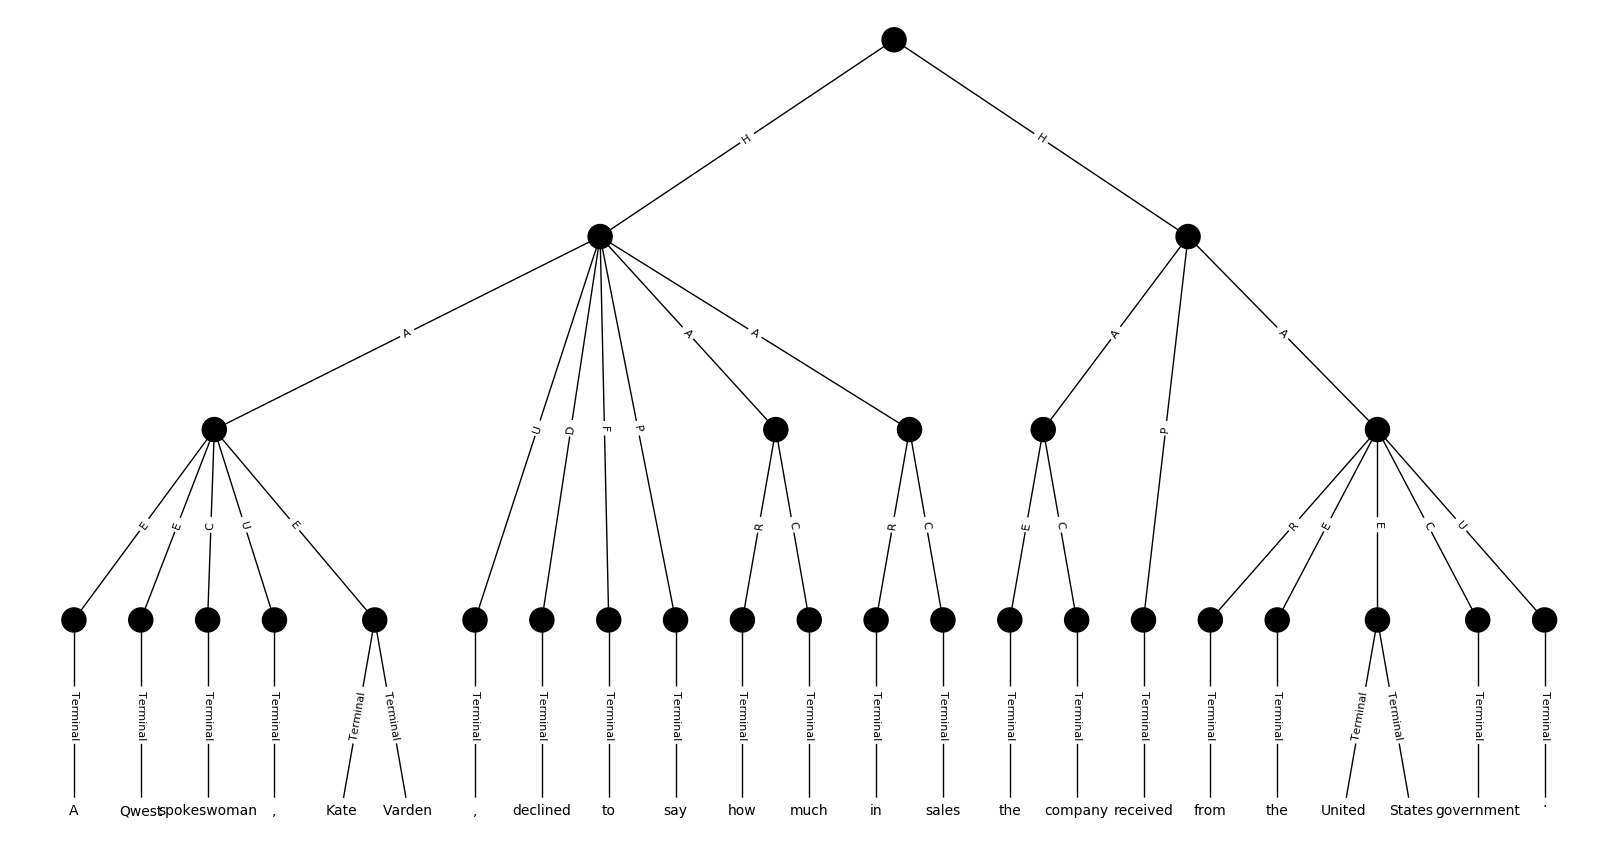 H H
A U D F P A A A P A
E E C U E R C R C E C R E E C U
Terminal Terminal Terminal Terminal Terminal Terminal Terminal Terminal Terminal Terminal Terminal Terminal Terminal Terminal Terminal Terminal Terminal Terminal Terminal Terminal Terminal Terminal Terminal
A Qwest spokeswoman , Kate Varden , declined to say how much in sales the company received from the United States government .